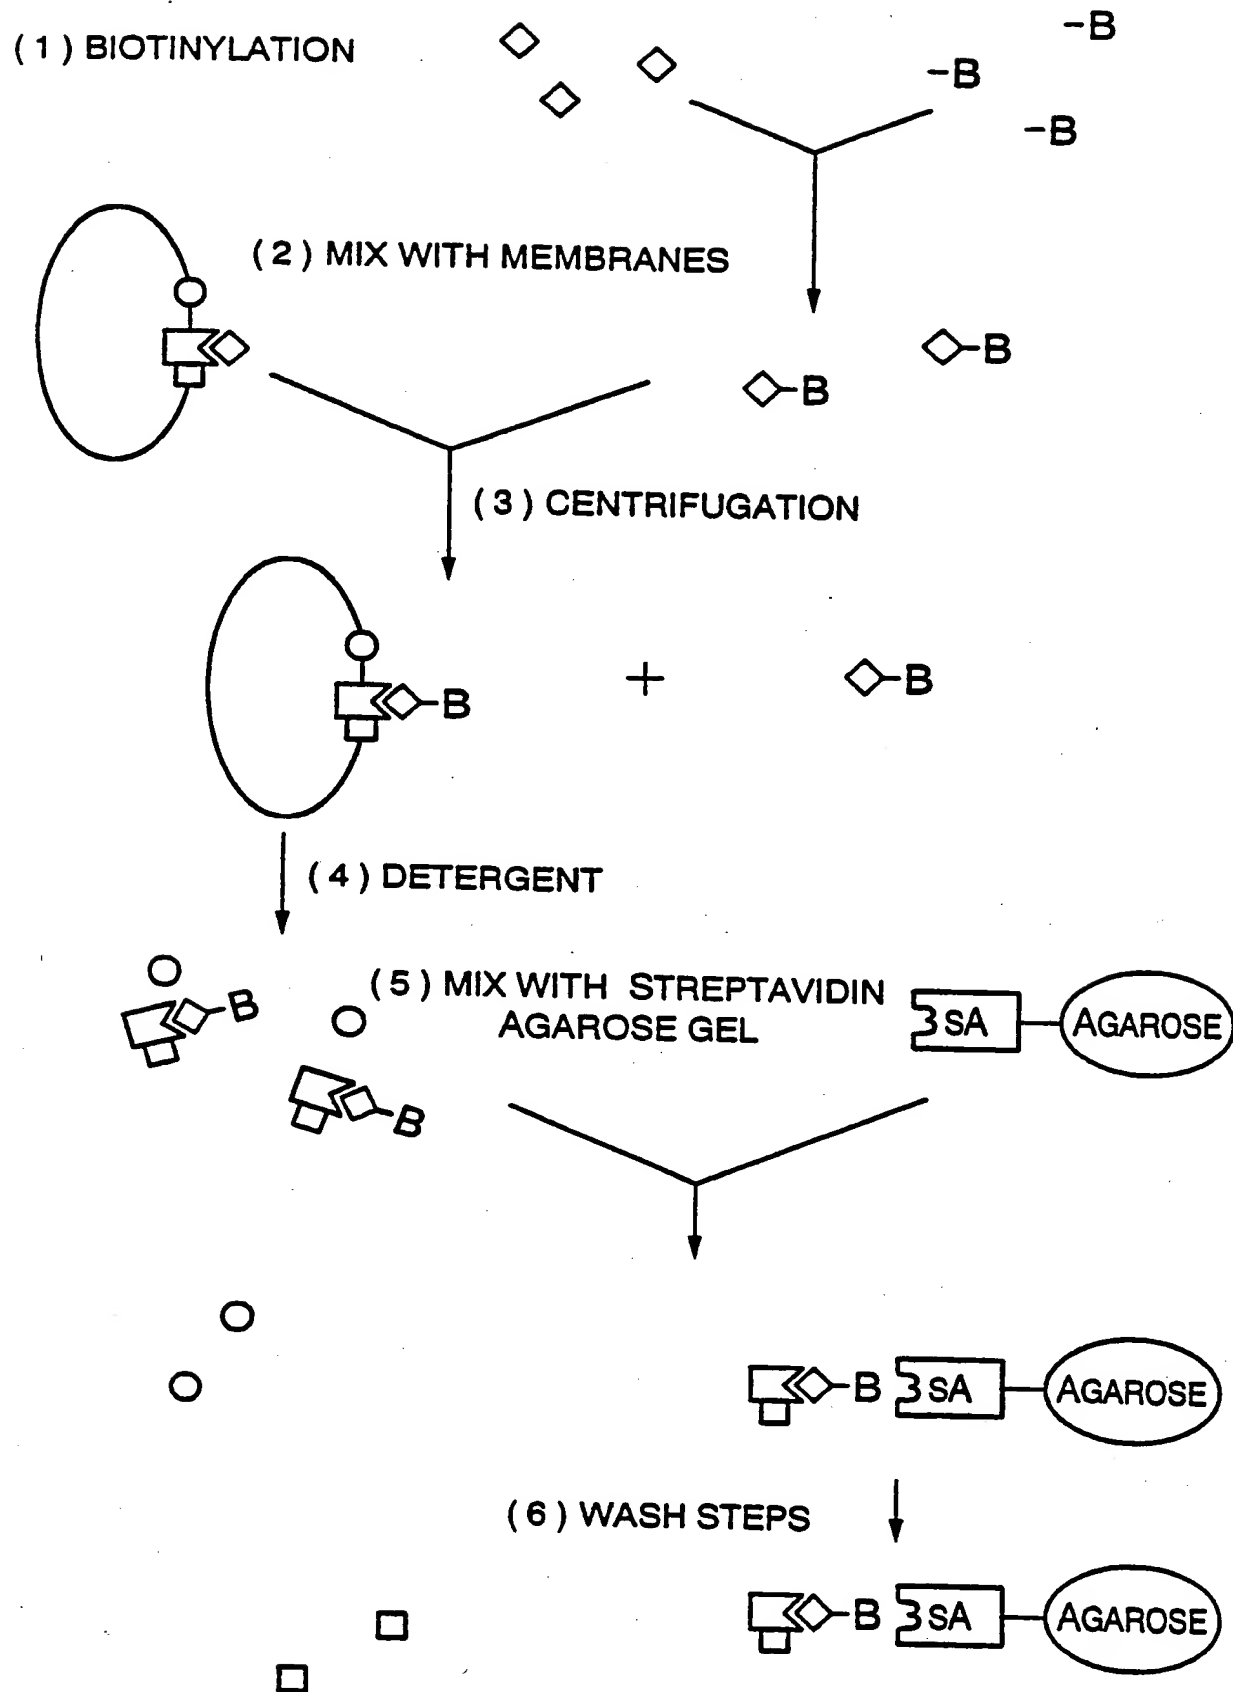 ( 1 ) BIOTINYLATION
-B
-B
-B
( 2 ) MIX WITH MEMBRANES
-B
-B
( 3 ) CENTRIFUGATION
-B
+
-B
( 4 ) DETERGENT
( 5 ) MIX WITH STREPTAVIDIN
AGAROSE GEL
-B
-B
SA
AGAROSE
-B
SA
AGAROSE
( 6 ) WASH STEPS
-B
SA
AGAROSE